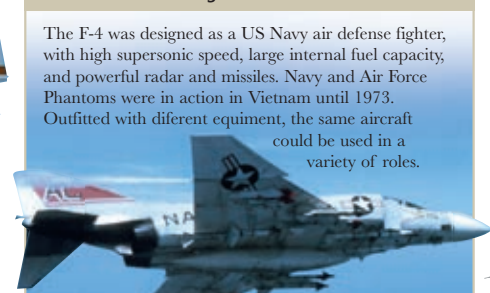 The F-4 was designed as a US Navy air defense fighter,
with high supersonic speed, large internal fuel capacity,
and powerful radar and missiles. Navy and Air Force
Phantoms were in action in Vietnam until 1973.
Outfitted with diferent equiment, the same aircraft
could be used in a
variety of roles.
AE
NA